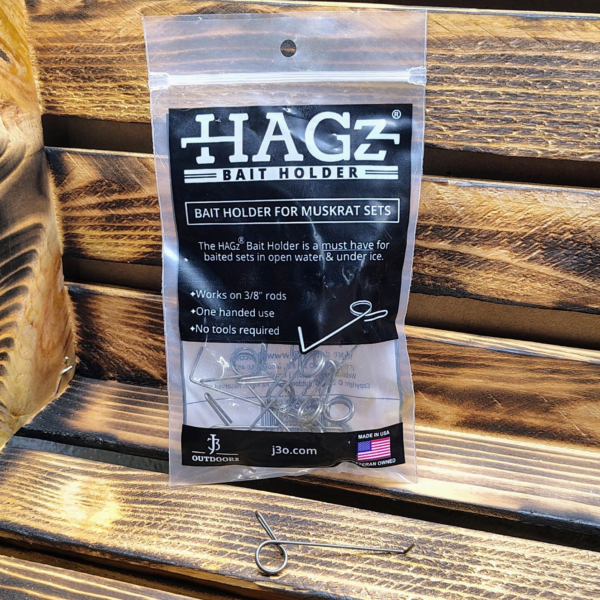 HAGz®
BAIT HOLDER
BAIT HOLDER FOR MUSKRAT SETS
The HAGz® Bait Holder is a must have for
baited sets in open water & under ice.
✦Works on 3/8" rods
✦One handed use
✦No tools required
J3
OUTDOORS
j3o.com
MADE IN USA
ERAN OWNED